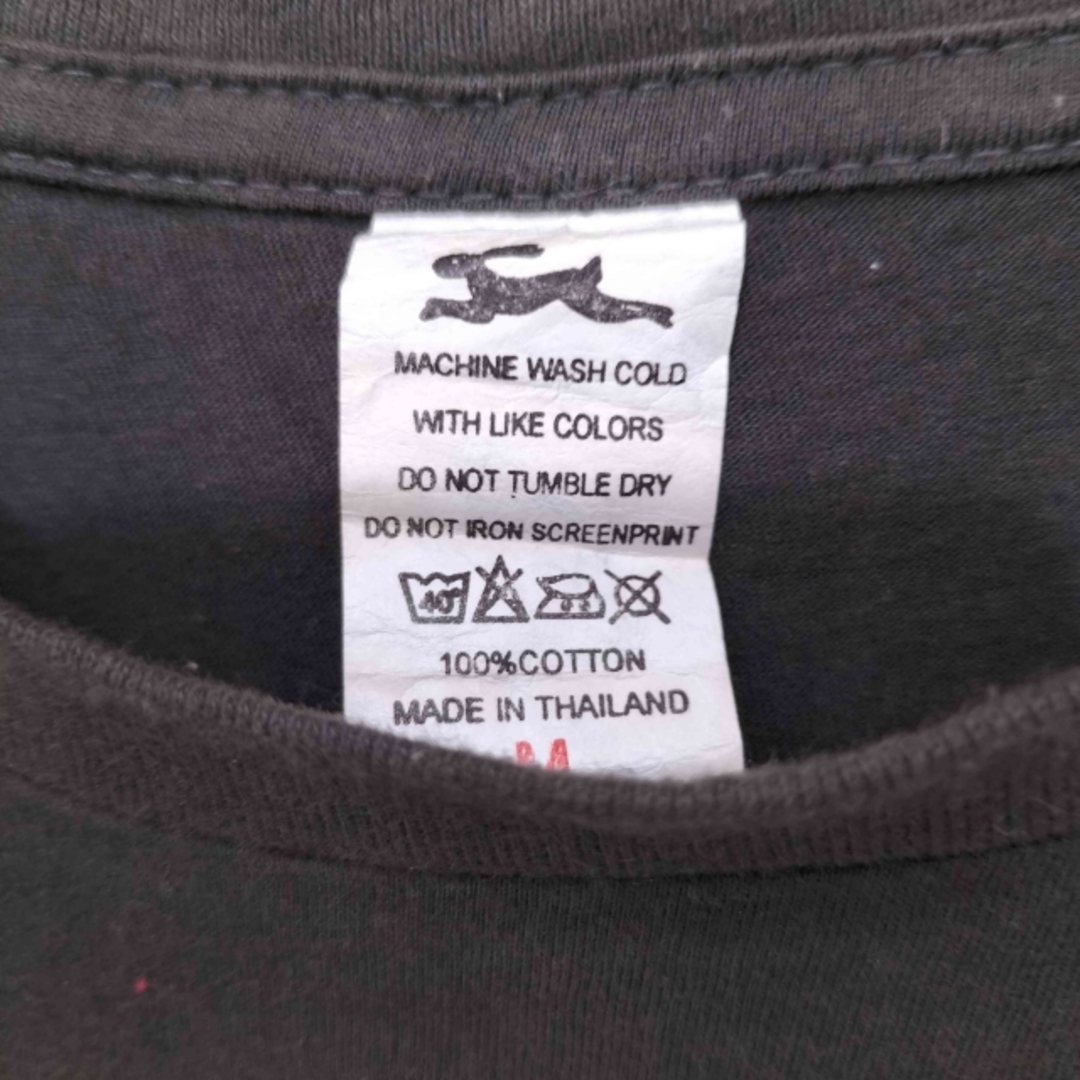 MACHINE WASH COLD
WITH LIKE COLORS
DO NOT TUMBLE DRY
DO NOT IRON SCREENPRINT
40°
100%COTTON
MADE IN THAILAND
M